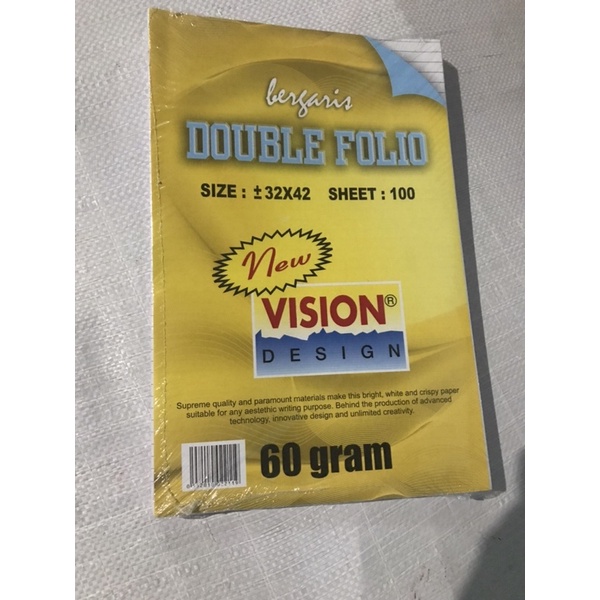 bergaris
DOUBLE FOLIO
SIZE : ± 32X42 SHEET : 100
New
VISION®
DESIGN
Supreme quality and paramount materials make this bright, white and crispy paper
suitable for any aestethic writing purpose. Behind the production of advanced
technology, innovative design and unlimited creativity.
60 gram